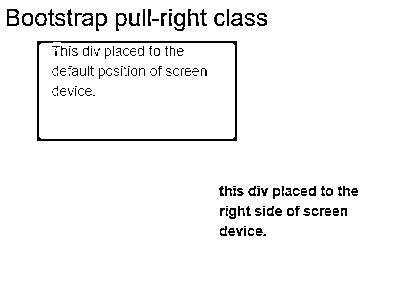 Bootstrap pull-right class
This div placed to the
default position of screen
device.
this div placed to the
right side of screen
device.